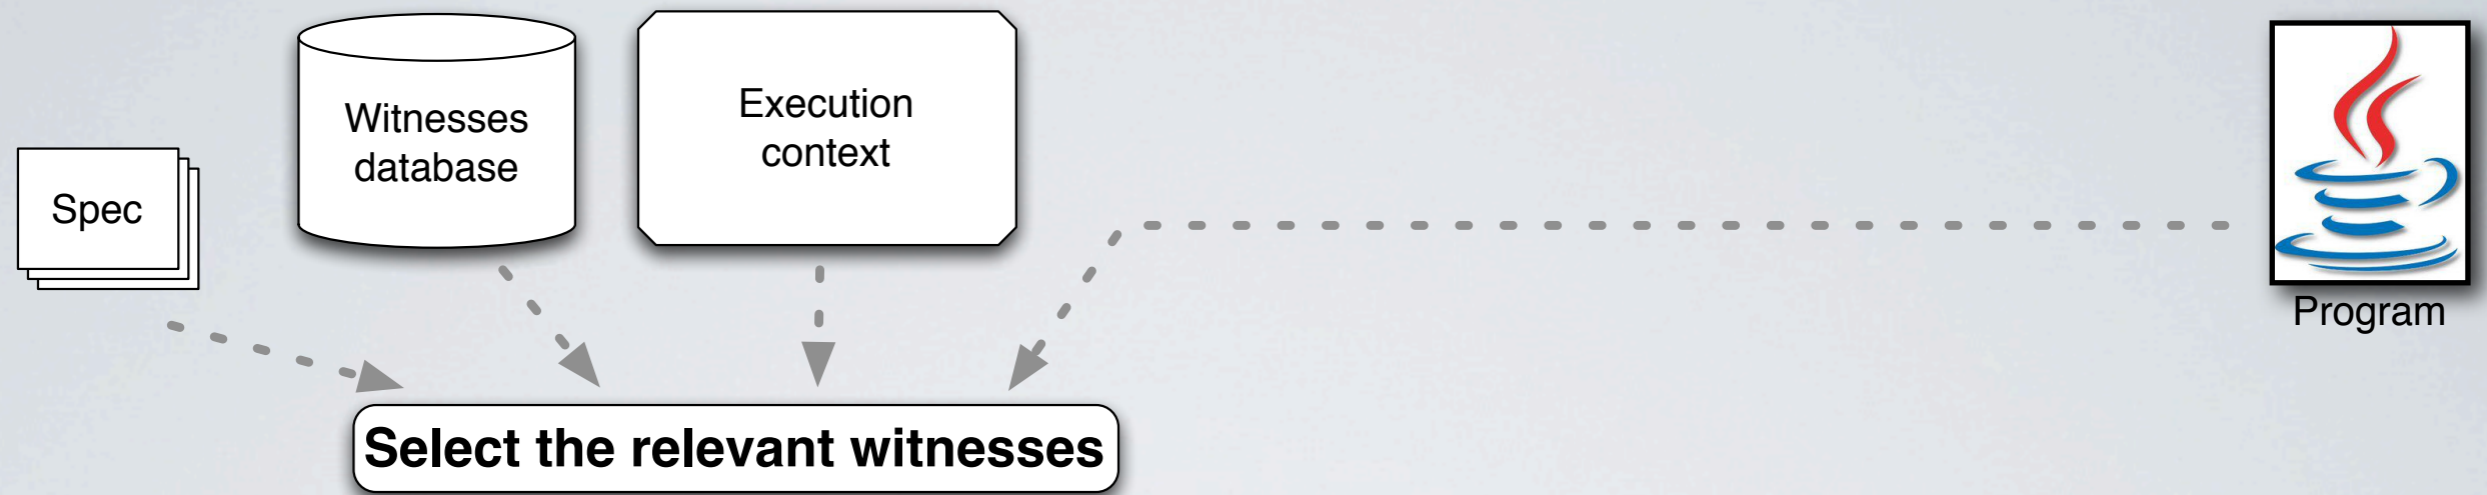 Spec
Witnesses
database
Execution
context
Program
Select the relevant witnesses